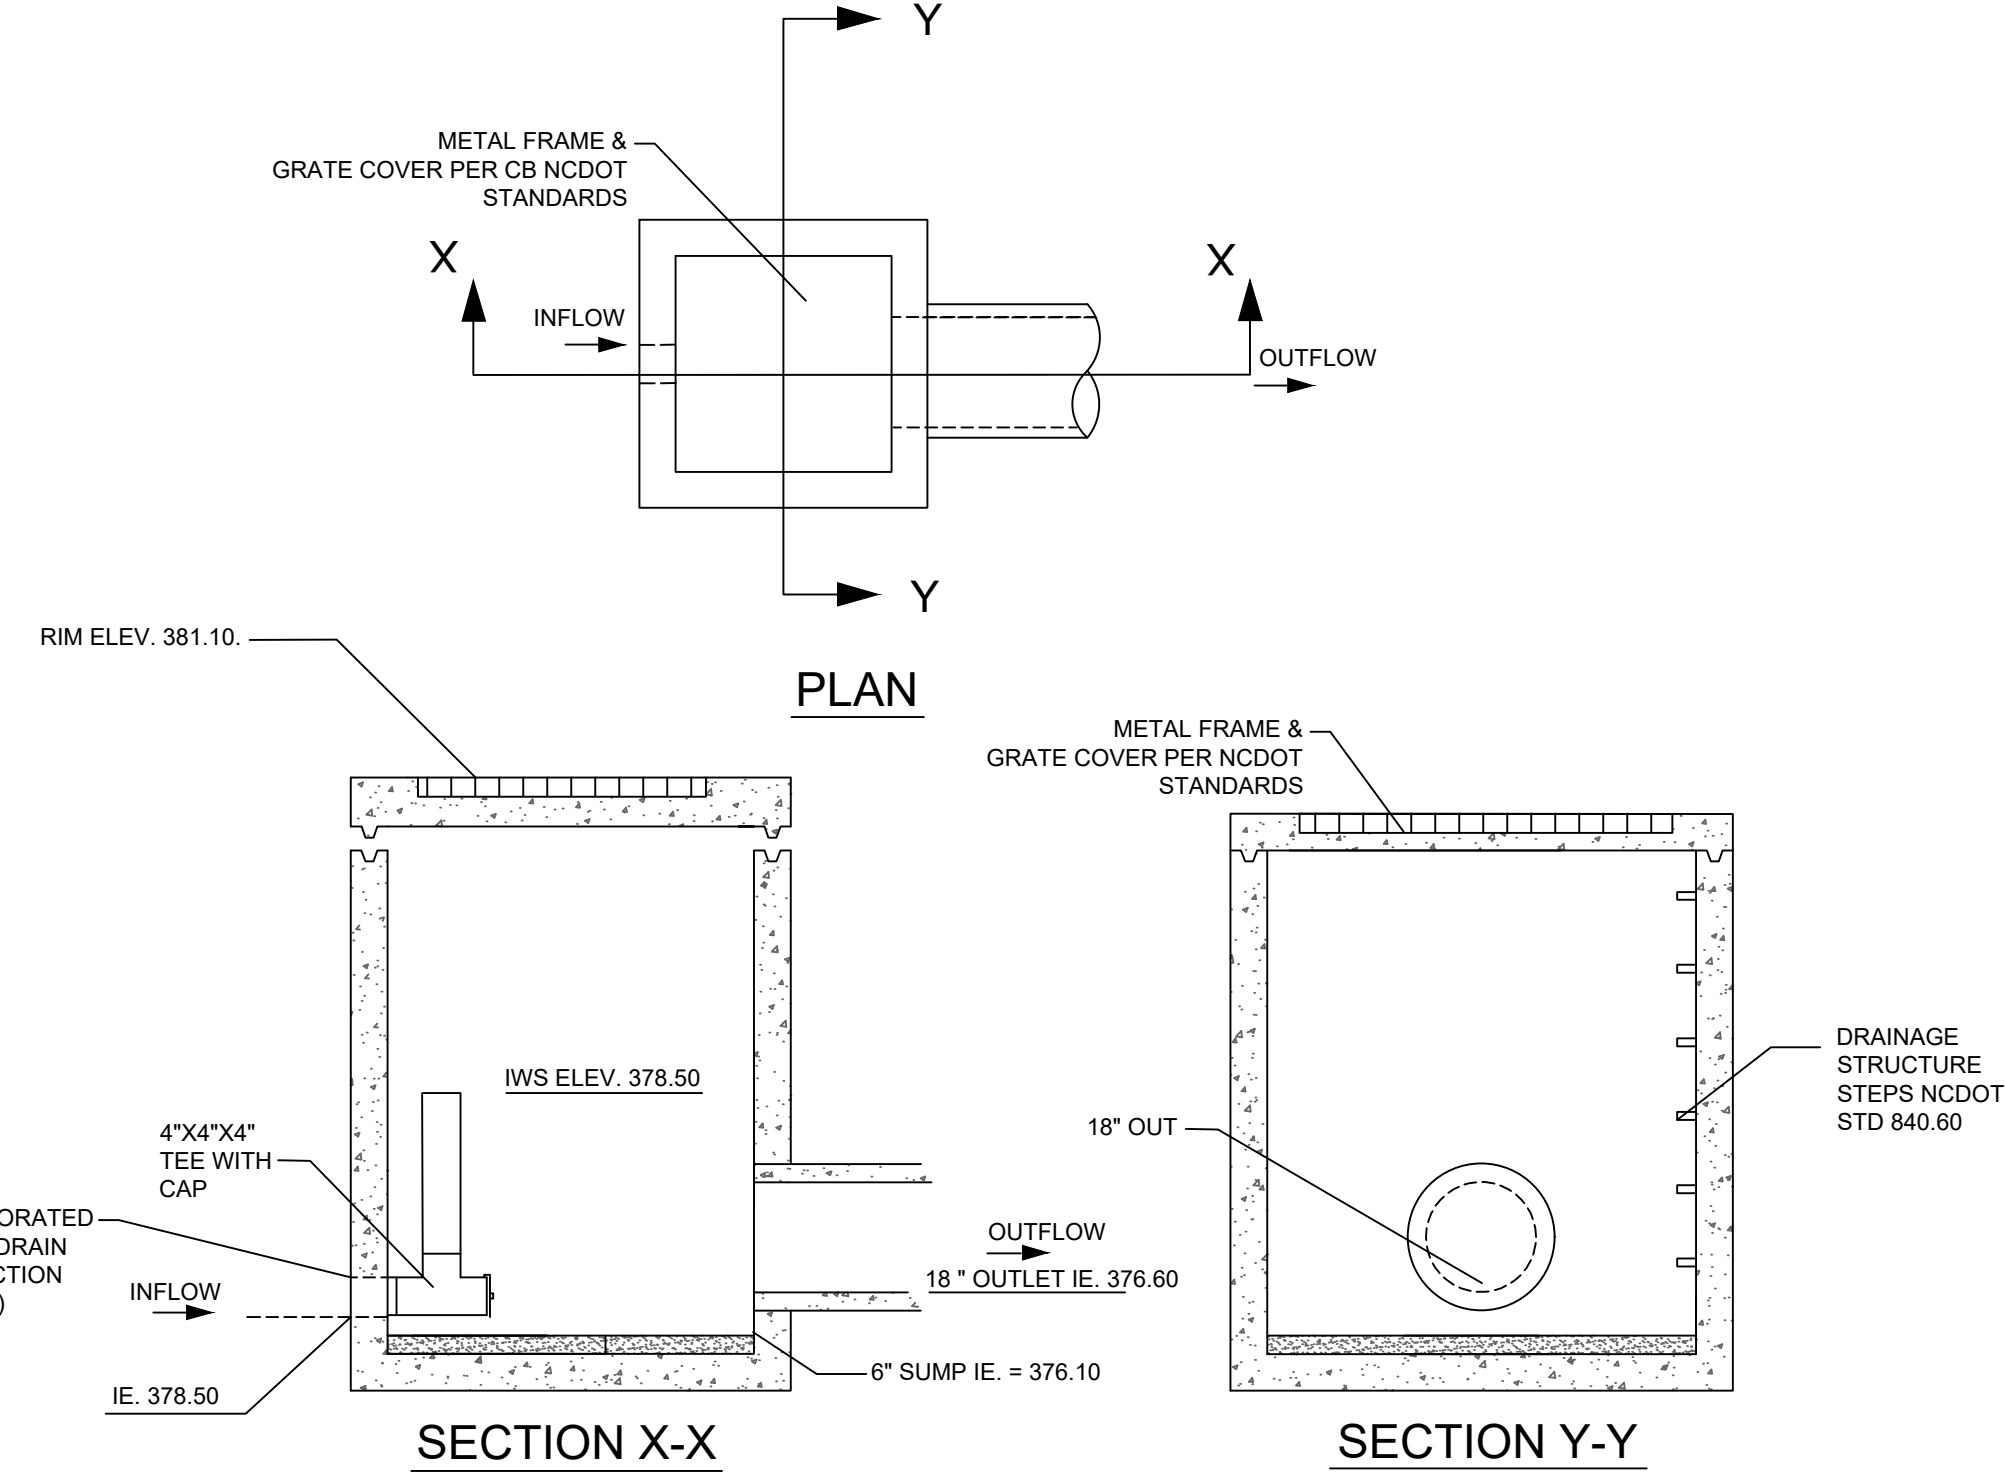 Y
METAL FRAME &
GRATE COVER PER CB NCDOT
STANDARDS
X
X
INFLOW
OUTFLOW
Y
RIM ELEV. 381.10.
PLAN
METAL FRAME &
GRATE COVER PER NCDOT
STANDARDS
IWS ELEV. 378.50
4"X4"X4"
TEE WITH
CAP
ORATED
DRAIN
CTION
)
INFLOW
IE. 378.50
OUTFLOW
18 " OUTLET IE. 376.60
6" SUMP IE. = 376.10
18" OUT
DRAINAGE
STRUCTURE
STEPS NCDOT
STD 840.60
SECTION X-X
SECTION Y-Y